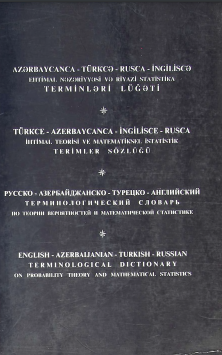 AZƏRBAYCANCA - TÜRKCƏ - RUSCA - İNGİLİSCƏ
EHTİMAL NƏZƏRİYYƏSİ VƏ RİYAZİ STATİSTİKA
TERMİNLƏRİ LÜĞƏTİ
TÜRKCE - AZERBAYCANCA - İNGİLİSCE - RUSCA
İHTİMAL TEORİSİ VE MATEMATİKSEL İSTATİSTİK
TERİMLER SÖZLÜĞÜ
РУССКО - АЗЕРБАЙДЖАНСКО - ТУРЕЦКО - АНГЛИЙСКИЙ
ТЕРМИНОЛОГИЧЕСКИЙ СЛОВАРЬ
ПО ТЕОРИИ ВЕРОЯТНОСТЕЙ И МАТЕМАТИЧЕСКОЙ СТАТИСТИКЕ
ENGLISH - AZERBAIJANIAN - TURKISH - RUSSIAN
TERMINOLOGICAL DICTIONARY
ON PROBABILITY THEORY AND MATHEMATICAL STATISTICS